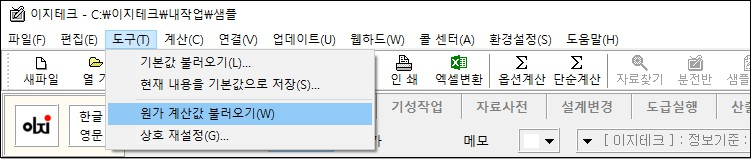 이지테크 - C:\이지테크\내작업\샘플
파일(F) 편집(E) 도구(T) 계산(C) 연결(V) 업데이트(U) 웹하드(W) 콜 센터(A) 환경설정(S) 도움말(H)
기본값 불러오기(L)...
현재 내용을 기본값으로 저장(S)...
원가 계산값 불러오기(W)
상호 재설정(G)...
새파일 열기 인 쇄 엑셀변환 옵션계산 단순계산 자료찾기 분전반 샘플
한글 기성작업 자료사전 설계변경 도급실행
영문 메모 [ 이지테크 ] : 정보기준 :